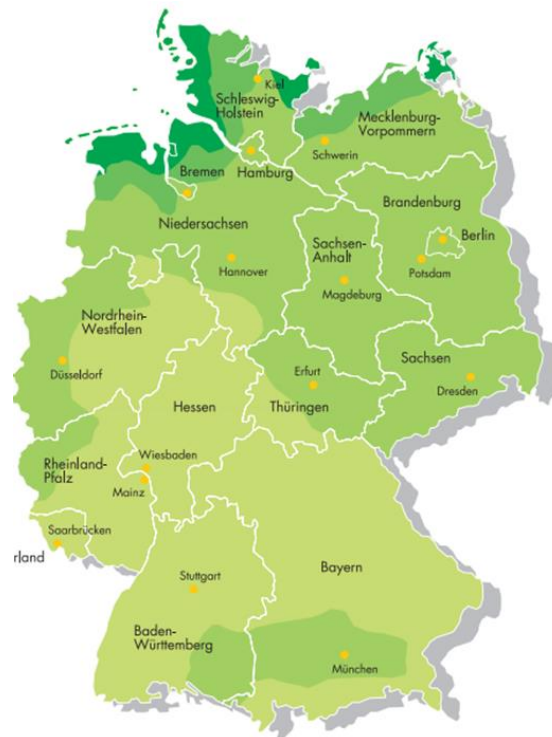 Kiel
Schleswig-
Holstein
Mecklenburg-
Vorpommern
Schwerin
Hamburg
Bremen
Niedersachsen
Hannover
Brandenburg
Berlin
Potsdam
Sachsen-
Anhalt
Magdeburg
Nordrhein-
Westfalen
Düsseldorf
Sachsen
Dresden
Erfurt
Thüringen
Hessen
Wiesbaden
Mainz
Rheinland-
Pfalz
Saarbrücken
rland
Bayern
Stuttgart
Baden-
Württemberg
München